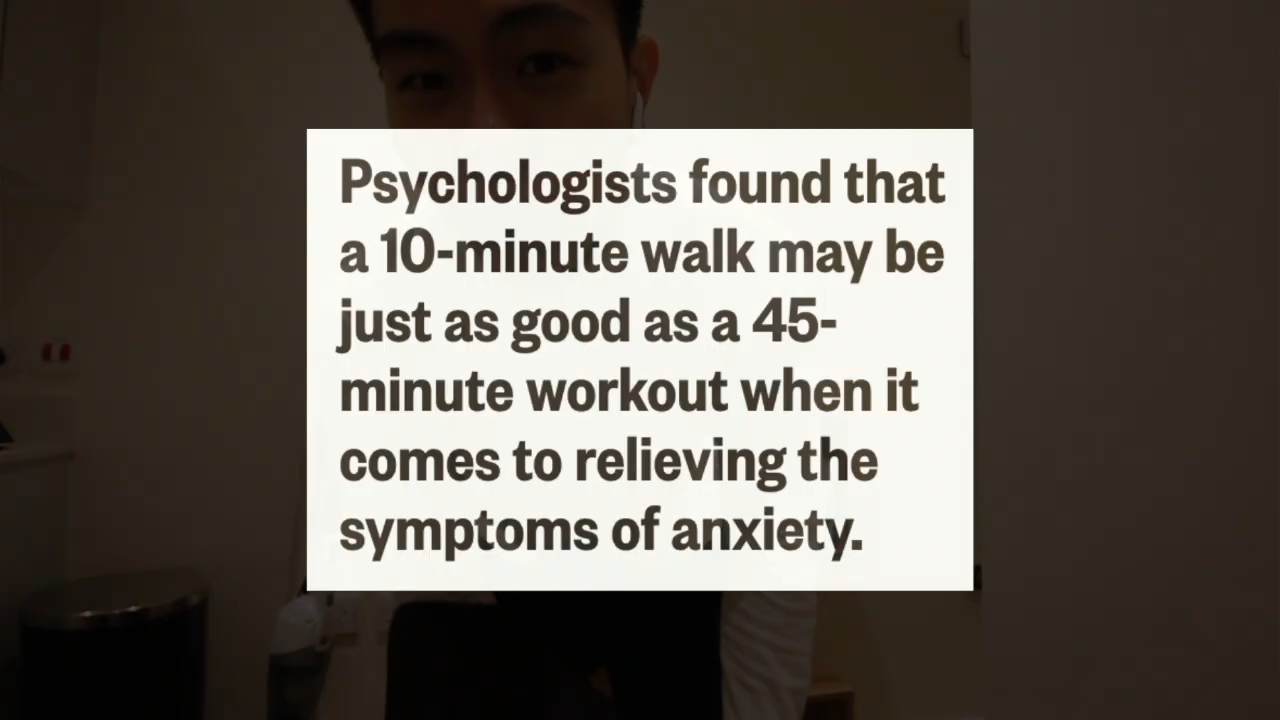 Psychologists found that
a 10-minute walk may be
just as good as a 45-
minute workout when it
comes to relieving the
symptoms of anxiety.